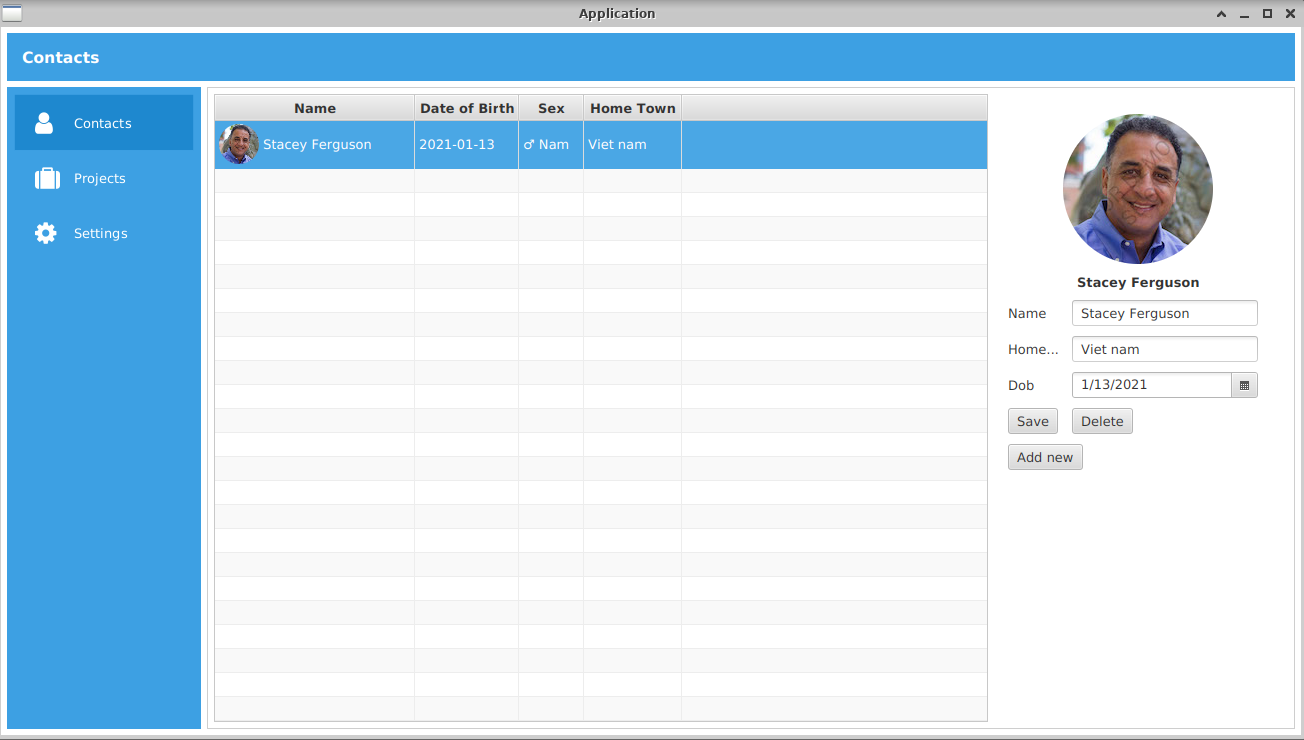 Application
Contacts
Contacts
Projects
Settings
Name Date of Birth Sex Home Town
Stacey Ferguson 2021-01-13 ♂ Nam Viet nam
Stacey Ferguson
Name Stacey Ferguson
Home... Viet nam
Dob 1/13/2021
Save Delete
Add new